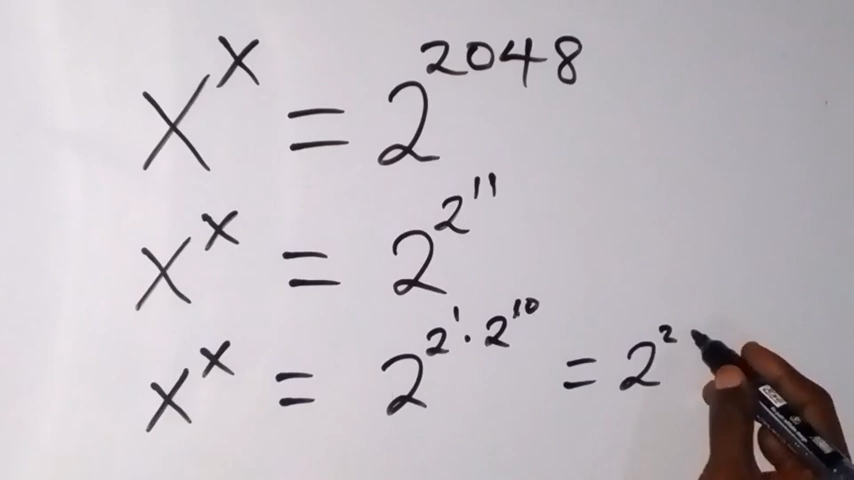 x^x = 2^2048
x^x = 2^2^11
x^x = 2^2^1 · 2^10 = 2^2